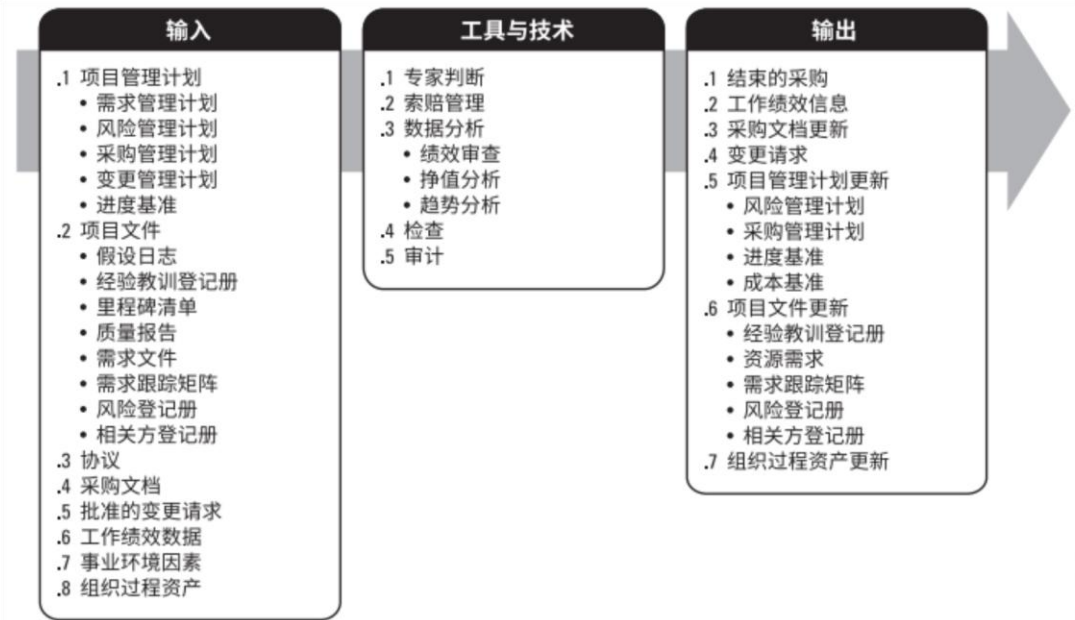 输入
.1 项目管理计划
• 需求管理计划
• 风险管理计划
• 采购管理计划
• 变更管理计划
• 进度基准
.2 项目文件
• 假设日志
• 经验教训登记册
• 里程碑清单
• 质量报告
• 需求文件
• 需求跟踪矩阵
• 风险登记册
• 相关方登记册
.3 协议
.4 采购文档
.5 批准的变更请求
.6 工作绩效数据
.7 事业环境因素
.8 组织过程资产
工具与技术
.1 专家判断
.2 索赔管理
.3 数据分析
• 绩效审查
• 挣值分析
• 趋势分析
.4 检查
.5 审计
输出
.1 结束的采购
.2 工作绩效信息
.3 采购文档更新
.4 变更请求
.5 项目管理计划更新
• 风险管理计划
• 采购管理计划
• 进度基准
• 成本基准
.6 项目文件更新
• 经验教训登记册
• 资源需求
• 需求跟踪矩阵
• 风险登记册
• 相关方登记册
.7 组织过程资产更新